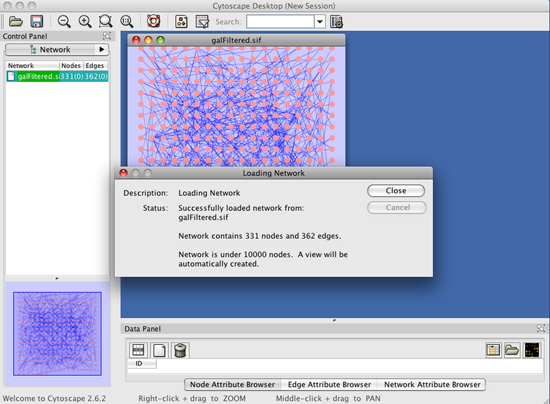 Cytoscape Desktop (New Session)
Search:
Control Panel
Network
Network Nodes Edges
galFiltered.si 331(0) 362(0)
galFiltered.sif
Loading Network
Description: Loading Network
Close
Status: Successfully loaded network from:
galFiltered.sif
Cancel
Network contains 331 nodes and 362 edges.
Network is under 10000 nodes. A view will be
automatically created.
Data Panel
ID
Node Attribute Browser Edge Attribute Browser Network Attribute Browser
Welcome to Cytoscape 2.6.2 Right-click + drag to ZOOM Middle-click + drag to PAN